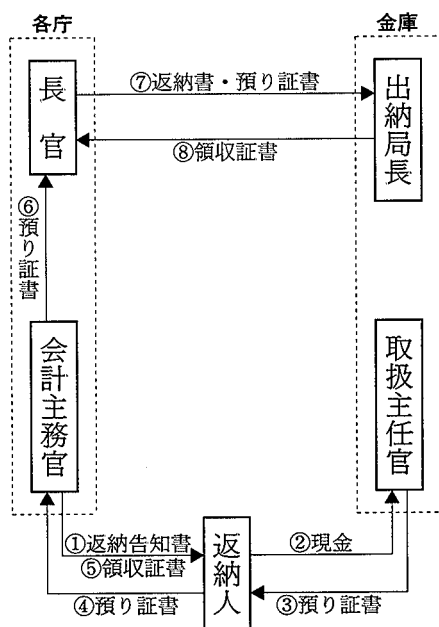 各庁
金庫
長官
⑦返納書・預り証書
出納局長
⑧領収証書
⑥預り証書
会計主務官
取扱主任官
①返納告知書
⑤領収証書
返納人
②現金
④預り証書
③預り証書